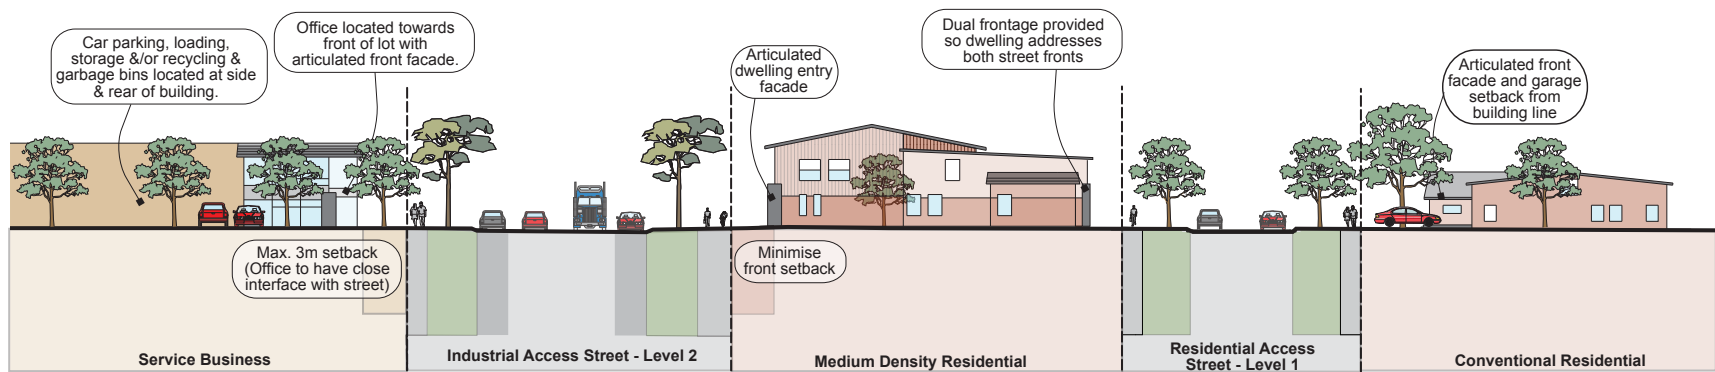 Car parking, loading,
storage &/or recycling &
garbage bins located at side
& rear of building.
Office located towards
front of lot with
articulated front facade.
Articulated
dwelling entry
facade
Dual frontage provided
so dwelling addresses
both street fronts
Articulated front
facade and garage
setback from
building line
Max. 3m setback
(Office to have close
interface with street)
Minimise
front setback
Service Business
Industrial Access Street - Level 2
Medium Density Residential
Residential Access
Street - Level 1
Conventional Residential